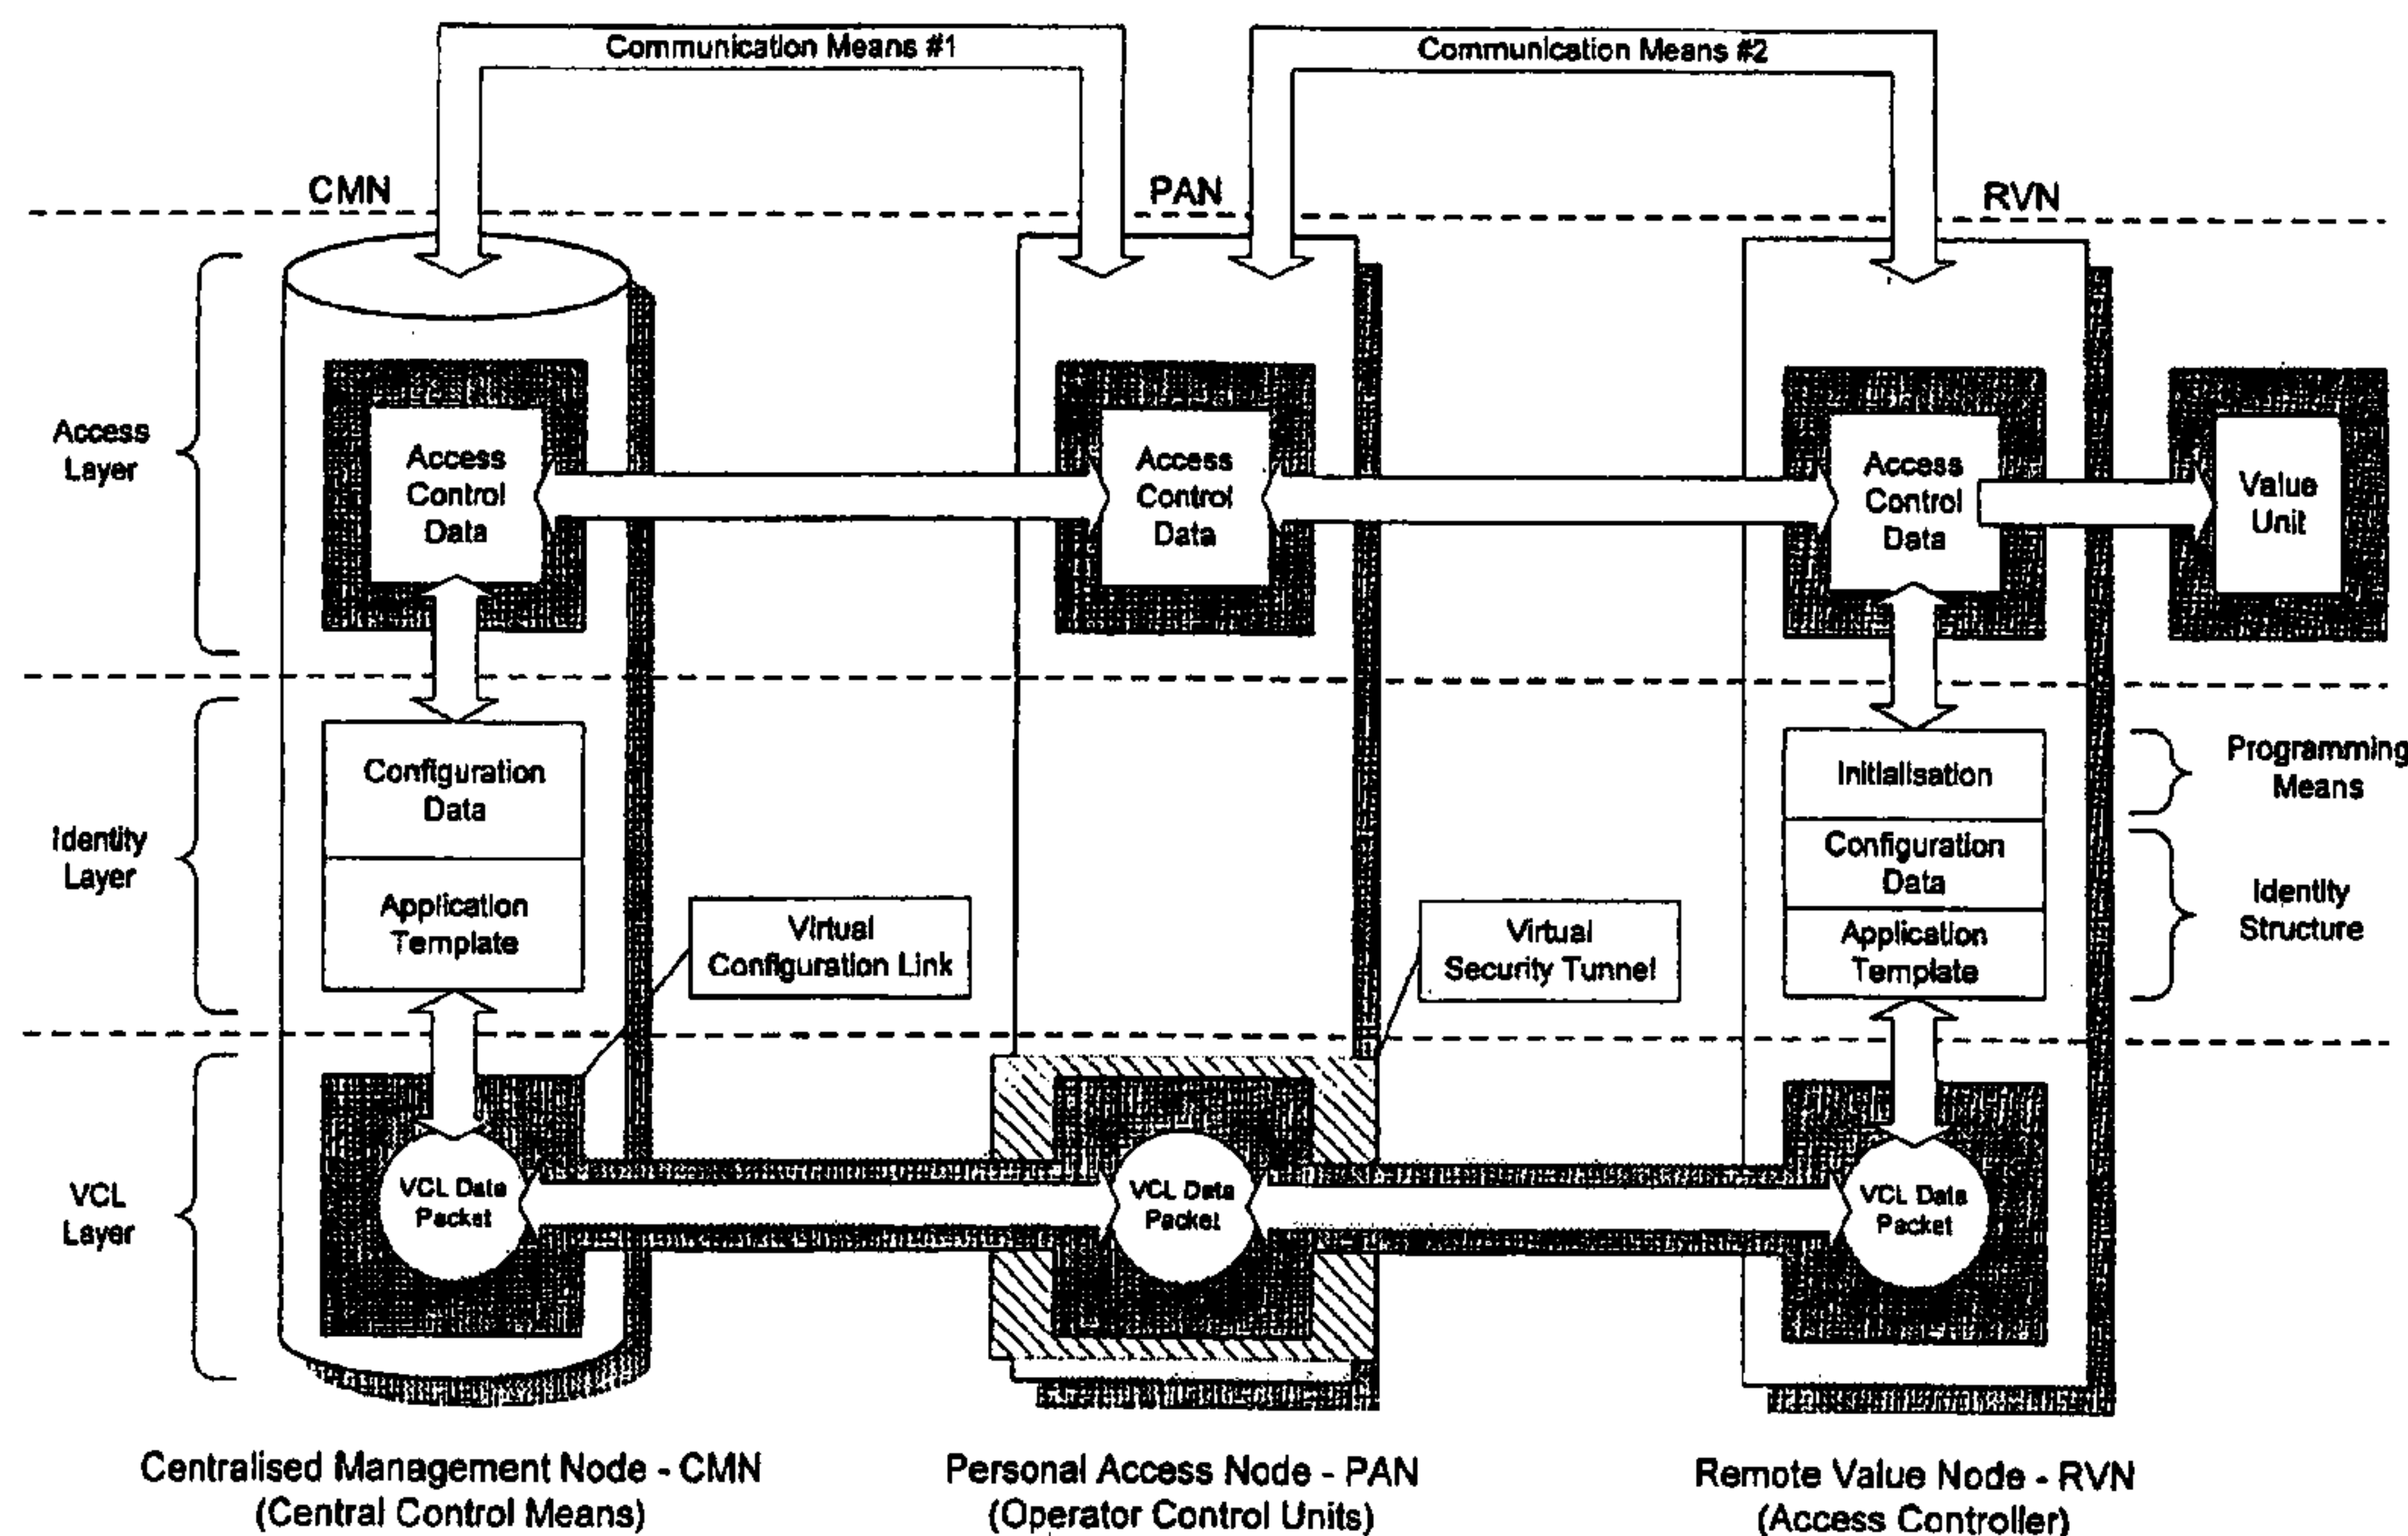 Communication Means #1
Communication Means #2
CMN
PAN
RVN
Access
Layer
Access
Control
Data
Access
Control
Data
Access
Control
Data
Value
Unit
Identity
Layer
Configuration
Data
Application
Template
Virtual
Configuration Link
Virtual
Security Tunnel
Initialisation
Configuration
Data
Application
Template
Programming
Means
Identity
Structure
VCL
Layer
VCL Data
Packet
VCL Data
Packet
VCL Data
Packet
Centralised Management Node - CMN
(Central Control Means)
Personal Access Node - PAN
(Operator Control Units)
Remote Value Node - RVN
(Access Controller)